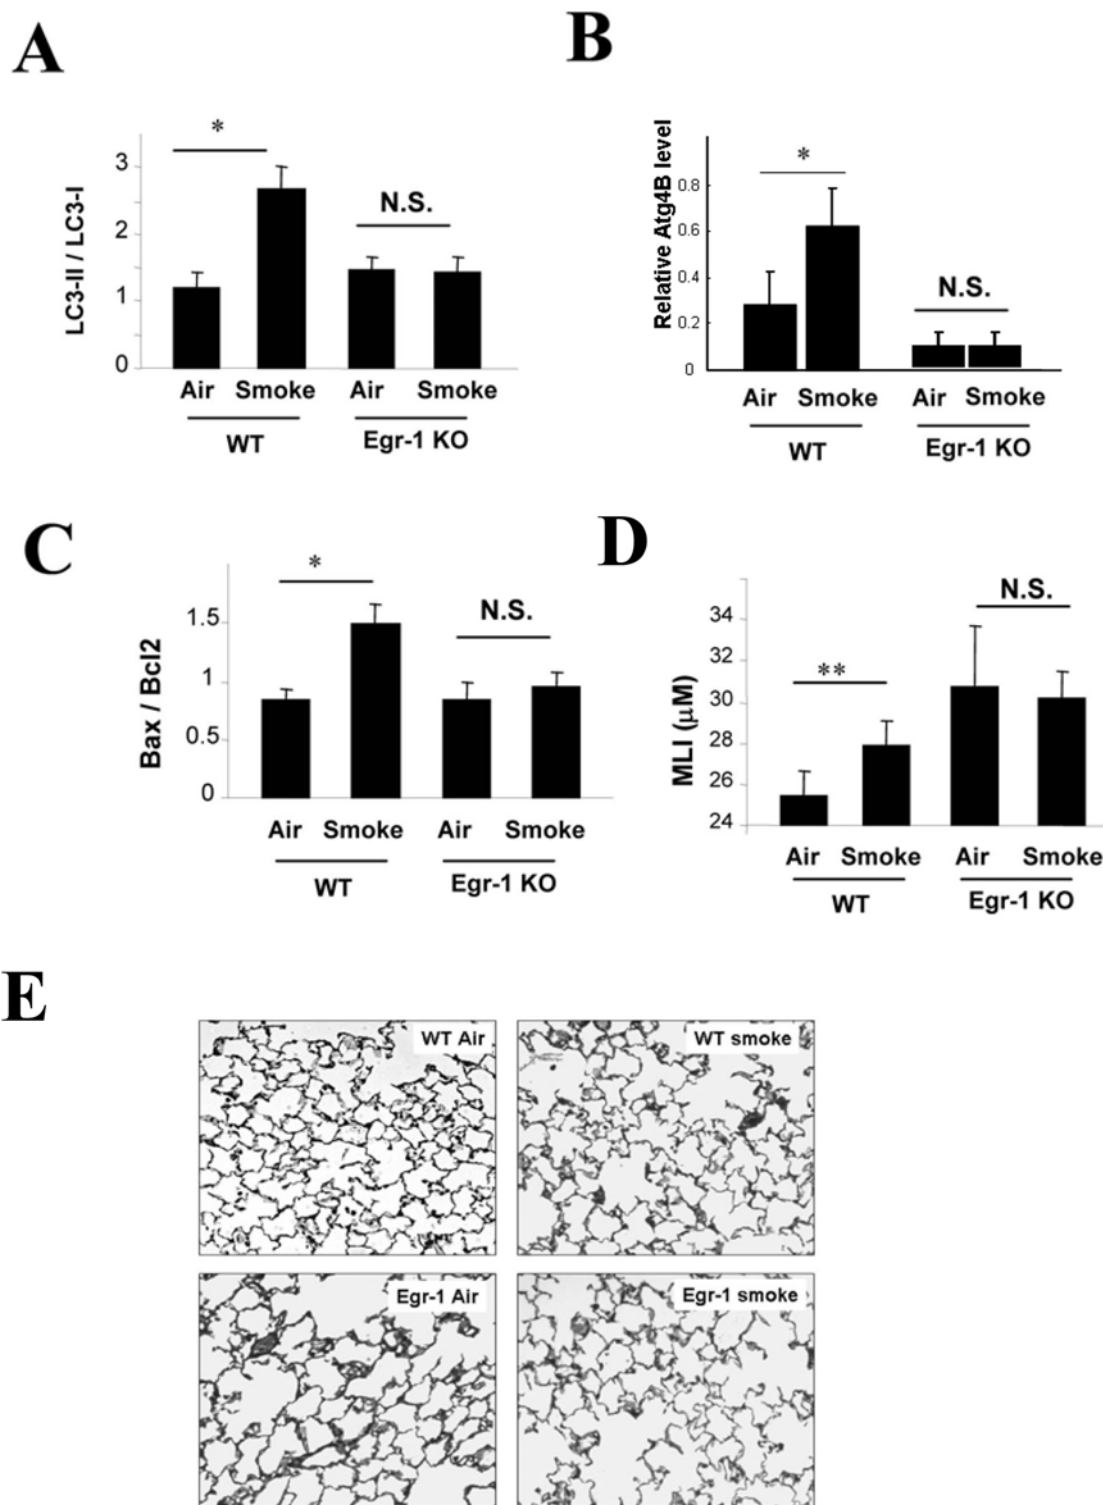 A
*
3
2
1
0
LC3-II / LC3-I
N.S.
Air Smoke Air Smoke
WT Egr-1 KO
B
*
Relative Atg4B level
0.8
0.6
0.4
0.2
0
N.S.
Air Smoke Air Smoke
WT Egr-1 KO
C
*
1.5
1
0.5
0
Bax / Bcl2
N.S.
Air Smoke Air Smoke
WT Egr-1 KO
D
34
32
30
28
26
24
MLI (μM)
**
N.S.
Air Smoke Air Smoke
WT Egr-1 KO
E
WT Air
WT smoke
Egr-1 Air
Egr-1 smoke